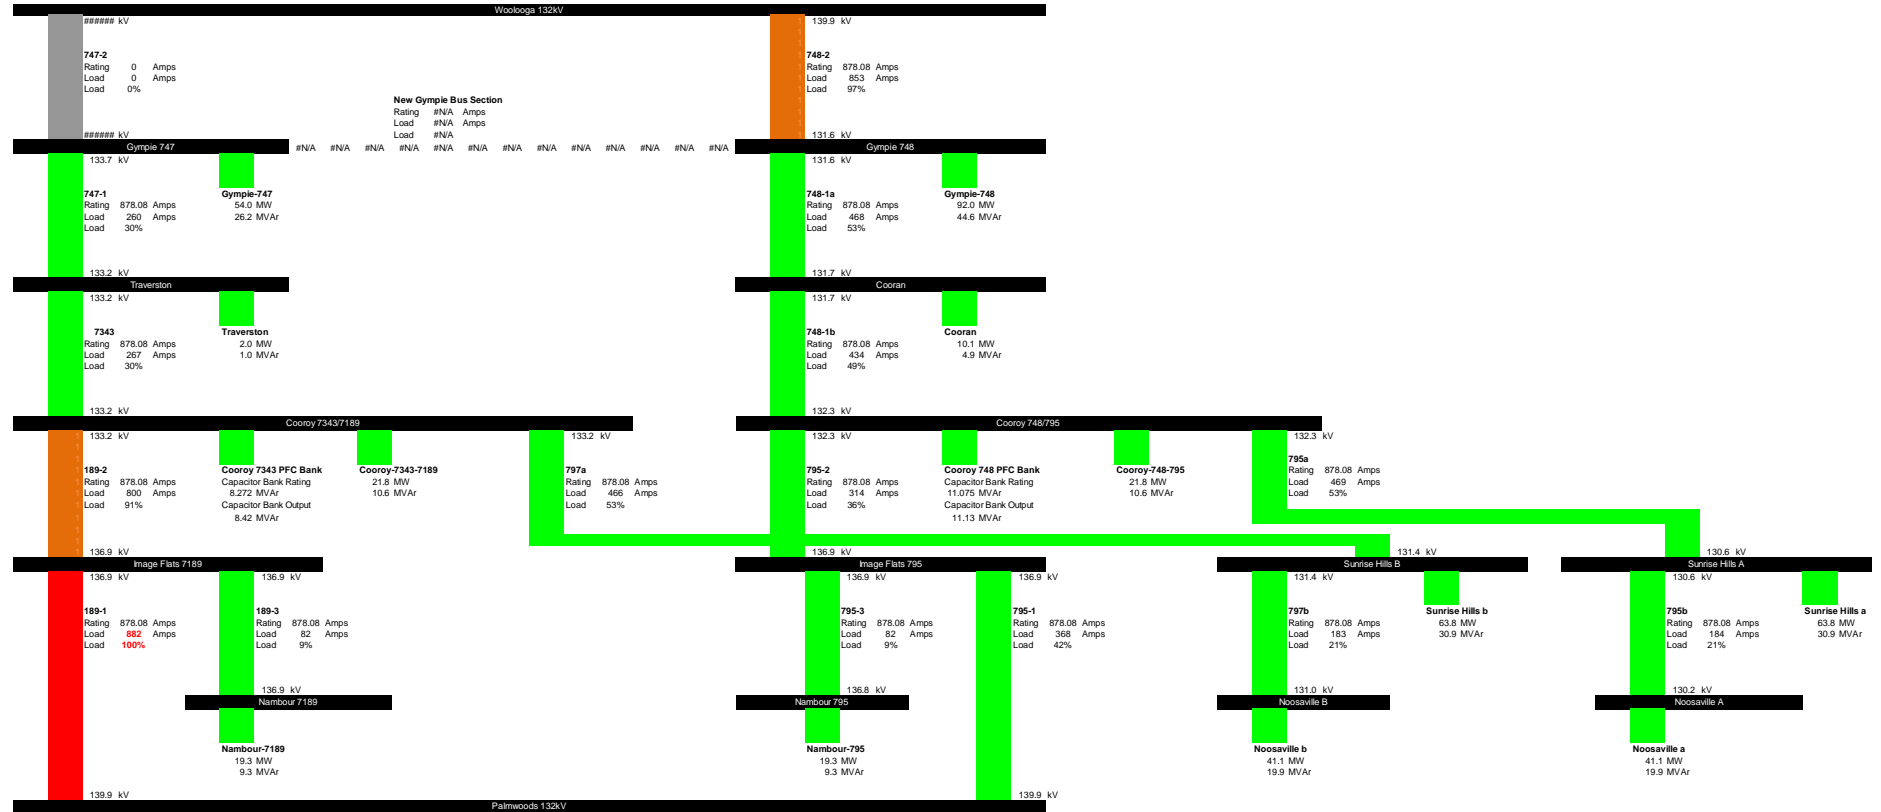 Woolooga 132kV
###### kV
139.9 kV
747-2
Rating 0 Amps
Load 0 Amps
Load 0%
748-2
Rating 878.08 Amps
Load 853 Amps
Load 97%
New Gympie Bus Section
Rating #N/A Amps
Load #N/A Amps
Load #N/A
###### kV
131.6 kV
Gympie 747
#N/A #N/A #N/A #N/A #N/A #N/A #N/A #N/A #N/A #N/A #N/A #N/A #N/A
Gympie 748
133.7 kV
131.6 kV
747-1
Rating 878.08 Amps
Load 260 Amps
Load 30%
Gympie-747
54.0 MW
26.2 MVAr
748-1a
Rating 878.08 Amps
Load 468 Amps
Load 53%
Gympie-748
92.0 MW
44.6 MVAr
133.2 kV
131.7 kV
Traverston
Cooran
133.2 kV
131.7 kV
7343
Rating 878.08 Amps
Load 267 Amps
Load 30%
Traverston
2.0 MW
1.0 MVAr
748-1b
Rating 878.08 Amps
Load 434 Amps
Load 49%
Cooran
10.1 MW
4.9 MVAr
133.2 kV
132.3 kV
Cooroy 7343/7189
Cooroy 748/795
133.2 kV
133.2 kV
132.3 kV
132.3 kV
189-2
Rating 878.08 Amps
Load 800 Amps
Load 91%
Cooroy 7343 PFC Bank
Capacitor Bank Rating
8.272 MVAr
Capacitor Bank Output
8.42 MVAr
Cooroy-7343-7189
21.8 MW
10.6 MVAr
797a
Rating 878.08 Amps
Load 466 Amps
Load 53%
795-2
Rating 878.08 Amps
Load 314 Amps
Load 36%
Cooroy 748 PFC Bank
Capacitor Bank Rating
11.075 MVAr
Capacitor Bank Output
11.13 MVAr
Cooroy-748-795
21.8 MW
10.6 MVAr
795a
Rating 878.08 Amps
Load 469 Amps
Load 53%
136.9 kV
136.9 kV
131.4 kV
130.6 kV
Image Flats 7189
Image Flats 795
Sunrise Hills B
Sunrise Hills A
136.9 kV
136.9 kV
136.9 kV
136.9 kV
131.4 kV
130.6 kV
189-1
Rating 878.08 Amps
Load 882 Amps
Load 100%
189-3
Rating 878.08 Amps
Load 82 Amps
Load 9%
795-3
Rating 878.08 Amps
Load 82 Amps
Load 9%
795-1
Rating 878.08 Amps
Load 368 Amps
Load 42%
797b
Rating 878.08 Amps
Load 183 Amps
Load 21%
Sunrise Hills b
63.8 MW
30.9 MVAr
795b
Rating 878.08 Amps
Load 184 Amps
Load 21%
Sunrise Hills a
63.8 MW
30.9 MVAr
136.9 kV
136.8 kV
131.0 kV
130.2 kV
Nambour 7189
Nambour 795
Noosaville B
Noosaville A
Nambour-7189
19.3 MW
9.3 MVAr
Nambour-795
19.3 MW
9.3 MVAr
Noosaville b
41.1 MW
19.9 MVAr
Noosaville a
41.1 MW
19.9 MVAr
139.9 kV
139.9 kV
Palmwoods 132kV